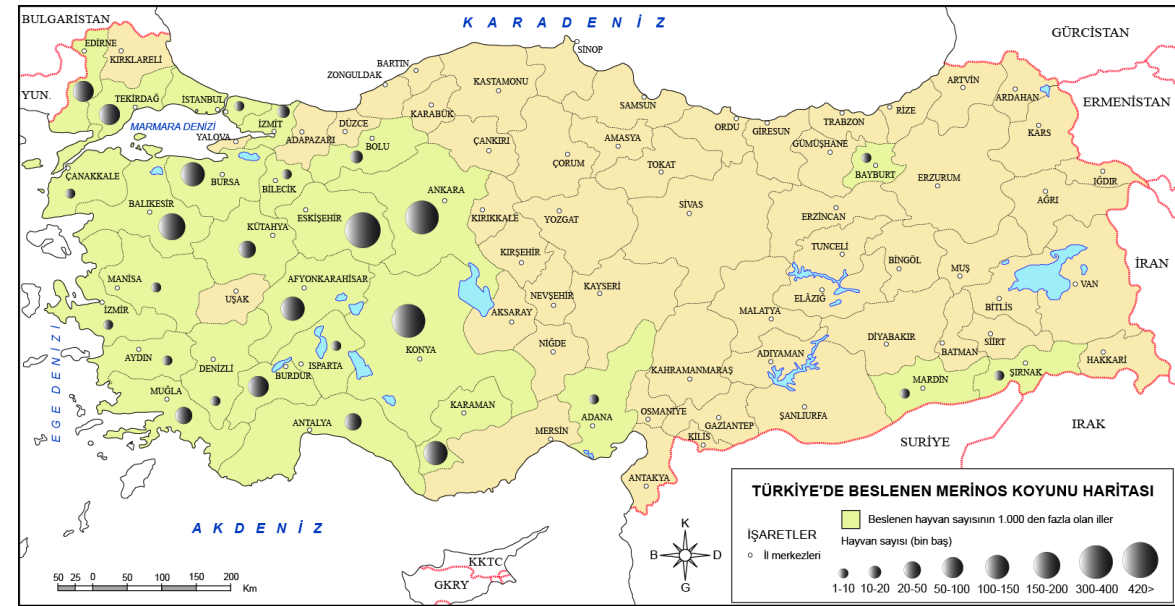 BULGARİSTAN
K A R A D E N İ Z
GÜRCİSTAN
ERMENİSTAN
YUN.
MARMARA DENİZİ
EGE DENİZİ
İRAN
IRAK
SURİYE
A K D E N İ Z
KKTC
GKRY
EDİRNE
KIRKLARELİ
TEKİRDAĞ
İSTANBUL
İZMİT
YALOVA
ADAPAZARI
DÜZCE
BOLU
ZONGULDAK
BARTIN
KARABÜK
KASTAMONU
SİNOP
ÇANKIRI
SAMSUN
AMASYA
ÇORUM
TOKAT
ORDU
GİRESUN
TRABZON
GÜMÜŞHANE
RİZE
ARTVİN
ARDAHAN
KARS
BAYBURT
ERZURUM
IĞDIR
AĞRI
ÇANAKKALE
BALIKESİR
BURSA
BİLECİK
ESKİŞEHİR
ANKARA
KIRIKKALE
YOZGAT
SİVAS
ERZİNCAN
TUNCELİ
BİNGÖL
MUŞ
VAN
BİTLİS
KÜTAHYA
MANİSA
UŞAK
AFYONKARAHİSAR
KIRŞEHİR
NEVŞEHİR
KAYSERİ
MALATYA
ELÂZIĞ
DİYABAKIR
BATMAN
SİİRT
HAKKARİ
ŞIRNAK
MARDİN
İZMİR
AYDIN
DENİZLİ
BURDUR
ISPARTA
KONYA
AKSARAY
NİĞDE
KAHRAMANMARAŞ
ADIYAMAN
ŞANLIURFA
MUĞLA
ANTALYA
KARAMAN
MERSİN
ADANA
OSMANİYE
GAZİANTEP
KİLİS
ANTAKYA
50 25 0 50 100 150 200
Km
K
B
D
G
TÜRKİYE'DE BESLENEN MERİNOS KOYUNU HARİTASI
Beslenen hayvan sayısının 1.000 den fazla olan iller
İŞARETLER
Hayvan sayısı (bin baş)
İl merkezleri
1-10 10-20 20-50 50-100 100-150 150-200 300-400 420>